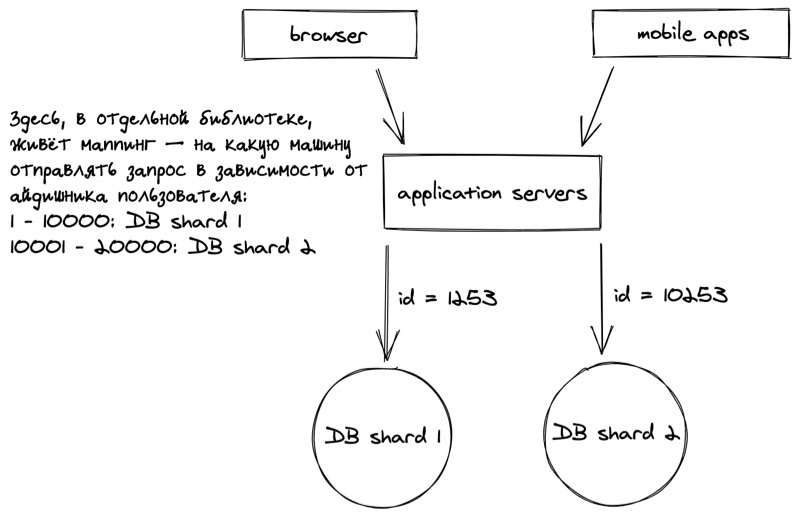 browser
mobile apps
Здесь, в отдельной библиотеке,
живёт маппинг — на какую машину
отправлять запрос в зависимости от
айдишника пользователя:
1 - 10000: DB shard 1
10001 - 20000: DB shard 2
application servers
id = 1253
id = 10253
DB shard 1
DB shard 2